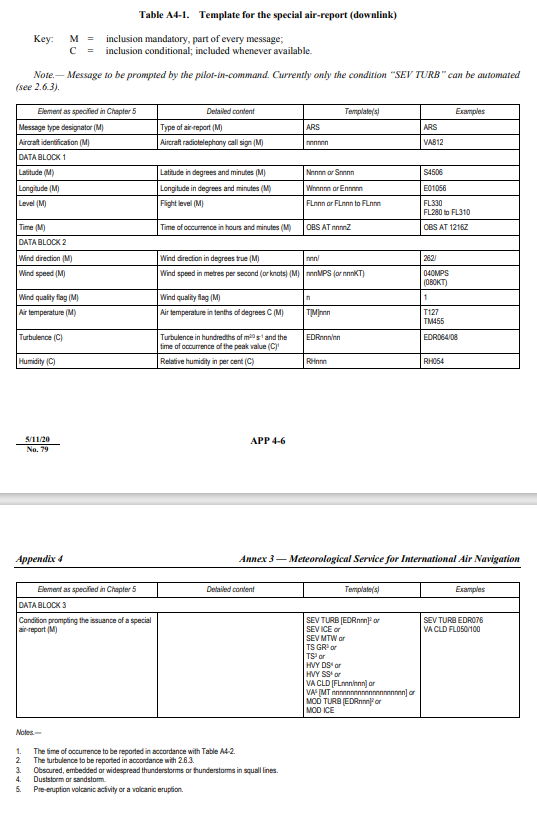 Table A4-1. Template for the special air-report (downlink)
Key: M = inclusion mandatory, part of every message;
C = inclusion conditional; included whenever available.
Note.— Message to be prompted by the pilot-in-command. Currently only the condition “SEV TURB” can be automated
(see 2.6.3).
Element as specified in Chapter 5 Detailed content Template(s) Examples
Message type designator (M) Type of air-report (M) ARS ARS
Aircraft identification (M) Aircraft radiotelephony call sign (M) nnnnnn VA812
DATA BLOCK 1
Latitude (M) Latitude in degrees and minutes (M) Nnnnn or Snnnn S4506
Longitude (M) Longitude in degrees and minutes (M) Wnnnnn or Ennnnn E01056
Level (M) Flight level (M) FLnnn or FLnnn to FLnnn FL330
FL280 to FL310
Time (M) Time of occurrence in hours and minutes (M) OBS AT nnnnZ OBS AT 1216Z
DATA BLOCK 2
Wind direction (M) Wind direction in degrees true (M) nnn/ 262/
Wind speed (M) Wind speed in metres per second (or knots) (M) nnnMPS (or nnnKT) 040MPS
(080KT)
Wind quality flag (M) Wind quality flag (M) n 1
Air temperature (M) Air temperature in tenths of degrees C (M) T[M]nnn T127
TM455
Turbulence (C) Turbulence in hundredths of m²ᐟ³ s⁻¹ and the EDRnnn/nn EDR064/08
time of occurrence of the peak value (C)¹
Humidity (C) Relative humidity in per cent (C) RHnnn RH054
5/11/20
No. 79
APP 4-6
Appendix 4 Annex 3 — Meteorological Service for International Air Navigation
Element as specified in Chapter 5 Detailed content Template(s) Examples
DATA BLOCK 3
Condition prompting the issuance of a special SEV TURB [EDRnnn]² or SEV TURB EDR076
air-report (M) SEV ICE or VA CLD FL050/100
SEV MTW or
TS GR³ or
TS³ or
HVY DS⁴ or
HVY SS⁴ or
VA CLD [FLnnn/nnn] or
VA⁵ [MT nnnnnnnnnnnnnnnnnnnn] or
MOD TURB [EDRnnn]² or
MOD ICE
Notes.—
1. The time of occurrence to be reported in accordance with Table A4-2.
2. The turbulence to be reported in accordance with 2.6.3.
3. Obscured, embedded or widespread thunderstorms or thunderstorms in squall lines.
4. Duststorm or sandstorm.
5. Pre-eruption volcanic activity or a volcanic eruption.